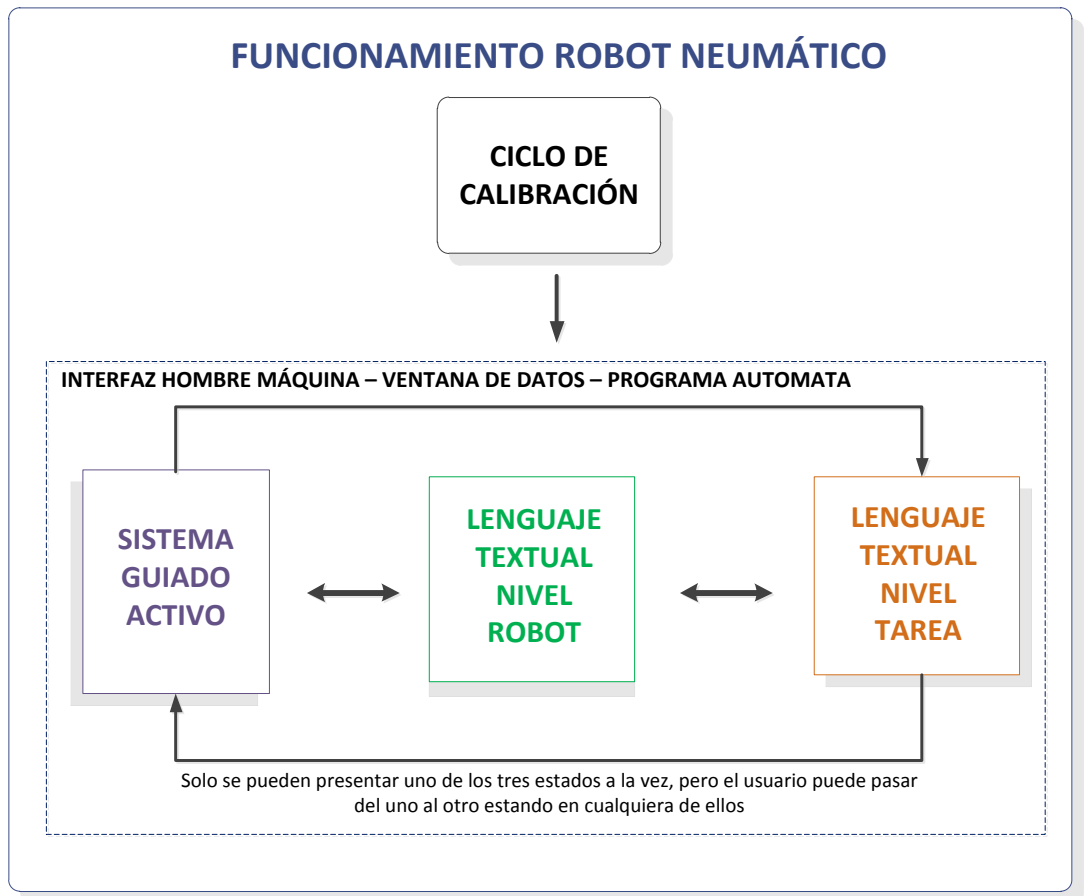 FUNCIONAMIENTO ROBOT NEUMÁTICO
CICLO DE
CALIBRACIÓN
INTERFAZ HOMBRE MÁQUINA – VENTANA DE DATOS – PROGRAMA AUTOMATA
SISTEMA
GUIADO
ACTIVO
LENGUAJE
TEXTUAL
NIVEL
ROBOT
LENGUAJE
TEXTUAL
NIVEL
TAREA
Solo se pueden presentar uno de los tres estados a la vez, pero el usuario puede pasar
del uno al otro estando en cualquiera de ellos